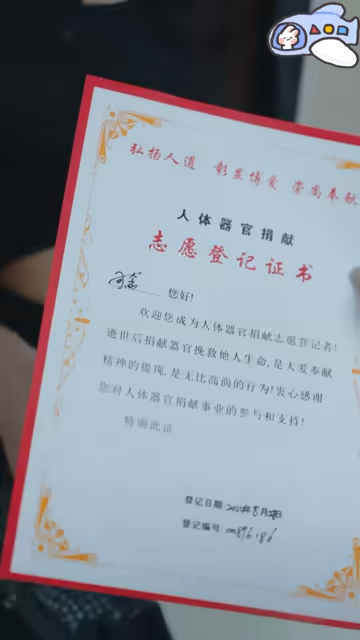 弘扬人道 彰显博爱 崇尚奉献
人体器官捐献
志愿登记证书
您好!
欢迎您成为人体器官捐献志愿登记者!
逝世后捐献器官挽救他人生命,是大爱奉献
精神的提现,是无比高尚的行为!衷心感谢
您对人体器官捐献事业的参与和支持!
特颁此证
登记日期
登记编号